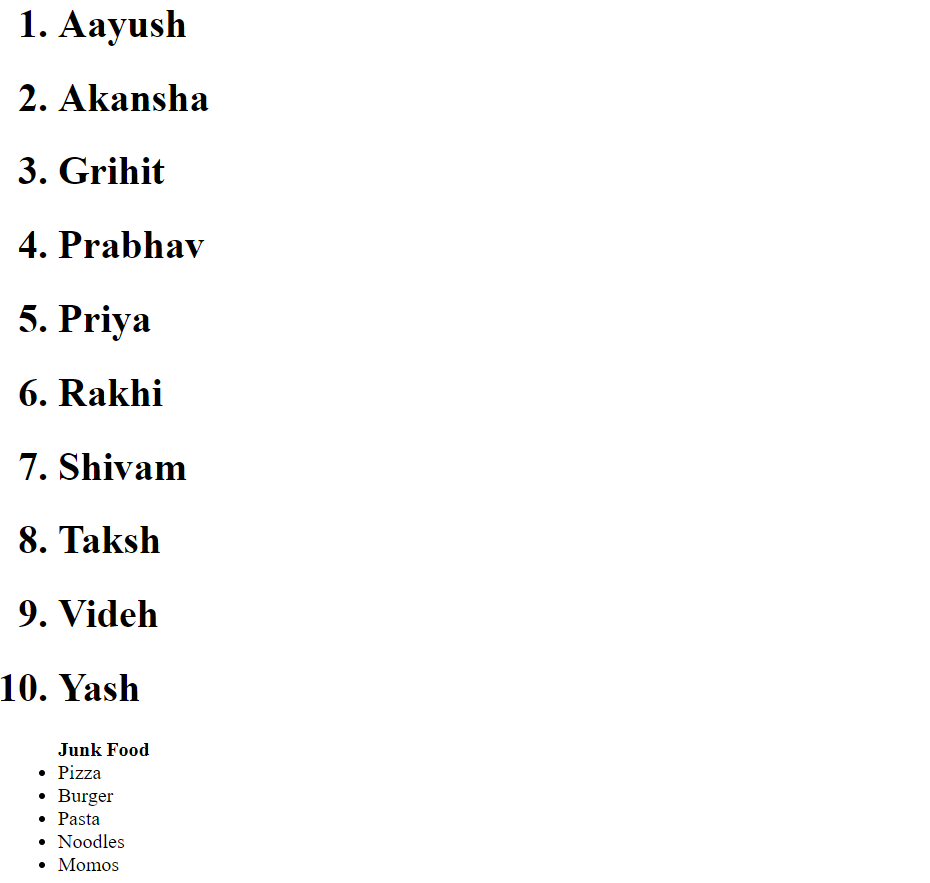 1. Aayush
2. Akansha
3. Grihit
4. Prabhav
5. Priya
6. Rakhi
7. Shivam
8. Taksh
9. Videh
10. Yash
Junk Food
• Pizza
• Burger
• Pasta
• Noodles
• Momos